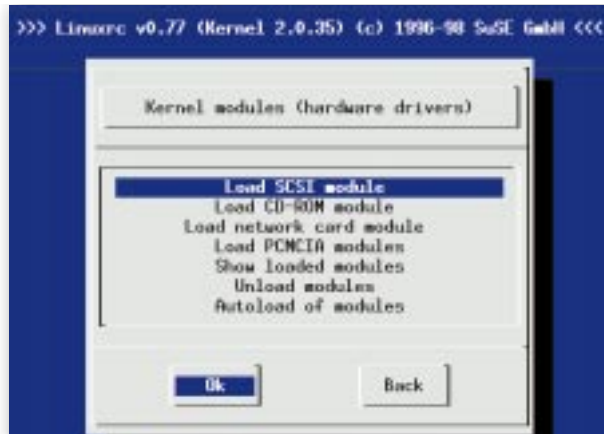 >>> Linuxrc v0.77 (Kernel 2.0.35) (c) 1996-98 SuSE GmbH <<<
Kernel modules (hardware drivers)
Load SCSI module
Load CD-ROM module
Load network card module
Load PCMCIA modules
Show loaded modules
Unload modules
Autoload of modules
Ok Back